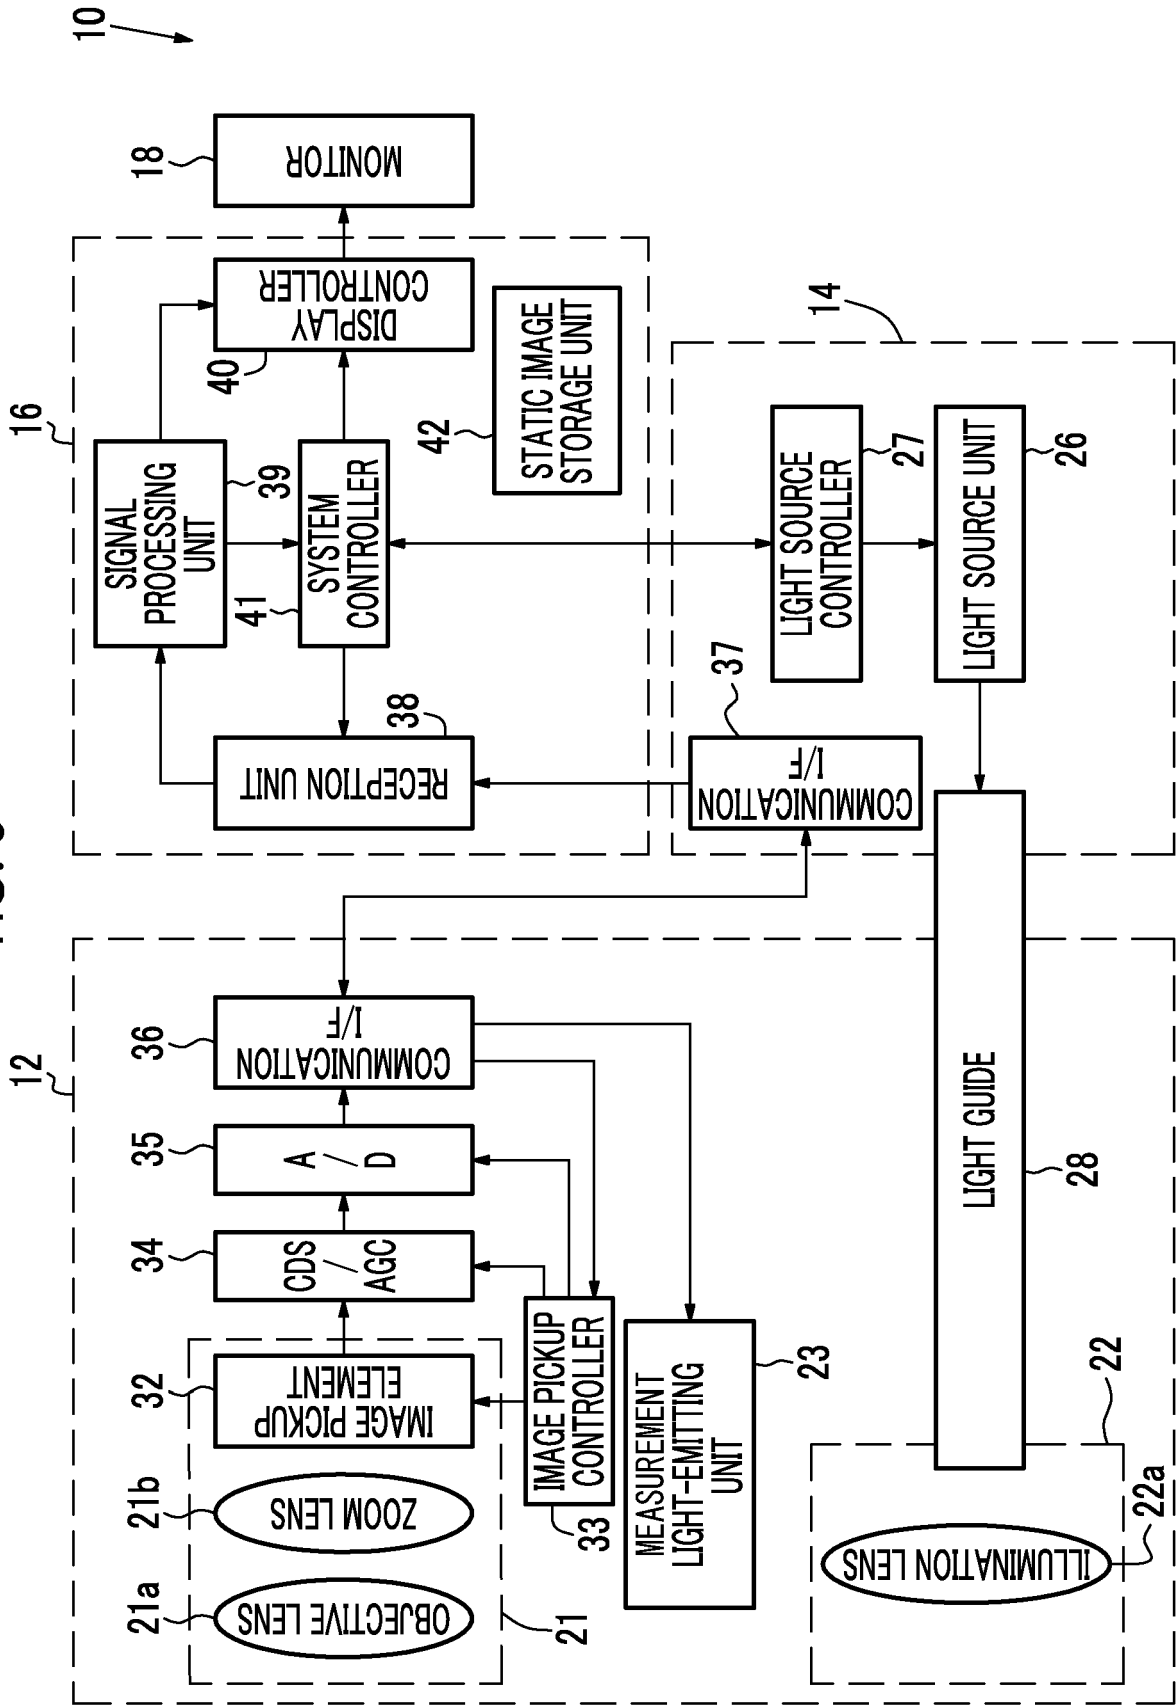 10
12
16
21a
21b
32
34
35
36
18
OBJECTIVE LENS
ZOOM LENS
IMAGE PICKUP
ELEMENT
CDS
/
AGC
A
/
D
COMMUNICATION
I/F
21
33
IMAGE PICKUP
CONTROLLER
MEASUREMENT
LIGHT-EMITTING
UNIT
23
RECEPTION UNIT
38
SIGNAL
PROCESSING
UNIT
39
41
SYSTEM
CONTROLLER
40
DISPLAY
CONTROLLER
MONITOR
42
STATIC IMAGE
STORAGE UNIT
14
COMMUNICATION
I/F
37
LIGHT SOURCE
CONTROLLER
27
LIGHT SOURCE UNIT
26
LIGHT GUIDE
28
ILLUMINATION LENS
22
22a